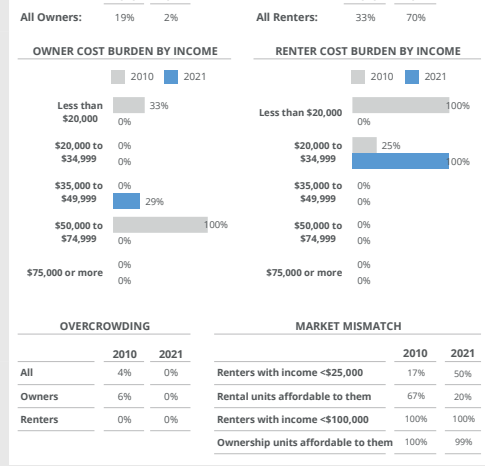 All Owners: 19% 2%
All Renters: 33% 70%
OWNER COST BURDEN BY INCOME
2010 2021
Less than
$20,000
33%
0%
$20,000 to
$34,999
0%
0%
$35,000 to
$49,999
0%
29%
$50,000 to
$74,999
100%
0%
$75,000 or more
0%
0%
RENTER COST BURDEN BY INCOME
2010 2021
Less than $20,000
100%
0%
$20,000 to
$34,999
25%
100%
$35,000 to
$49,999
0%
0%
$50,000 to
$74,999
0%
0%
$75,000 or more
0%
0%
OVERCROWDING
2010 2021
All 4% 0%
Owners 6% 0%
Renters 0% 0%
MARKET MISMATCH
2010 2021
Renters with income <$25,000 17% 50%
Rental units affordable to them 67% 20%
Renters with income <$100,000 100% 100%
Ownership units affordable to them 100% 99%